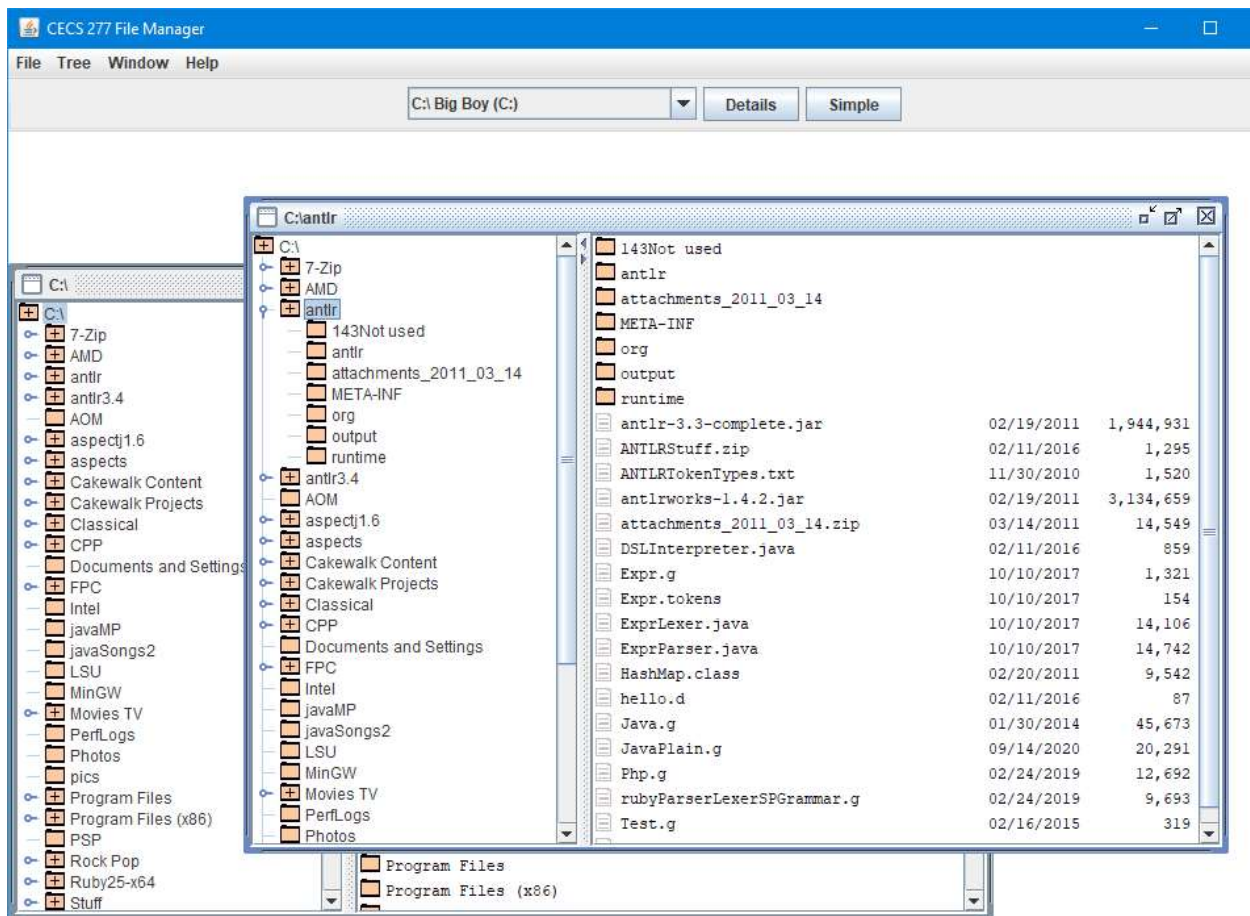 CECS 277 File Manager
File Tree Window Help
C:\ Big Boy (C:) Details Simple
C:\antlr
C:\
7-Zip
AMD
antlr
143Not used
antlr
attachments_2011_03_14
META-INF
org
output
runtime
antlr3.4
AOM
aspectj1.6
aspects
Cakewalk Content
Cakewalk Projects
Classical
CPP
Documents and Settings
FPC
Intel
javaMP
javaSongs2
LSU
MinGW
Movies TV
PerfLogs
Photos
143Not used
antlr
attachments_2011_03_14
META-INF
org
output
runtime
antlr-3.3-complete.jar 02/19/2011 1,944,931
ANTLRStuff.zip 02/11/2016 1,295
ANTLRTokenTypes.txt 11/30/2010 1,520
antlrworks-1.4.2.jar 02/19/2011 3,134,659
attachments_2011_03_14.zip 03/14/2011 14,549
DSLInterpreter.java 02/11/2016 859
Expr.g 10/10/2017 1,321
Expr.tokens 10/10/2017 154
ExprLexer.java 10/10/2017 14,106
ExprParser.java 10/10/2017 14,742
HashMap.class 02/20/2011 9,542
hello.d 02/11/2016 87
Java.g 01/30/2014 45,673
JavaPlain.g 09/14/2020 20,291
Php.g 02/24/2019 12,692
rubyParserLexerSPGrammar.g 02/24/2019 9,693
Test.g 02/16/2015 319
C:\
C:\
7-Zip
AMD
antlr
antlr3.4
AOM
aspectj1.6
aspects
Cakewalk Content
Cakewalk Projects
Classical
CPP
Documents and Settings
FPC
Intel
javaMP
javaSongs2
LSU
MinGW
Movies TV
PerfLogs
Photos
pics
Program Files
Program Files (x86)
PSP
Rock Pop
Ruby25-x64
Stuff
Program Files
Program Files (x86)